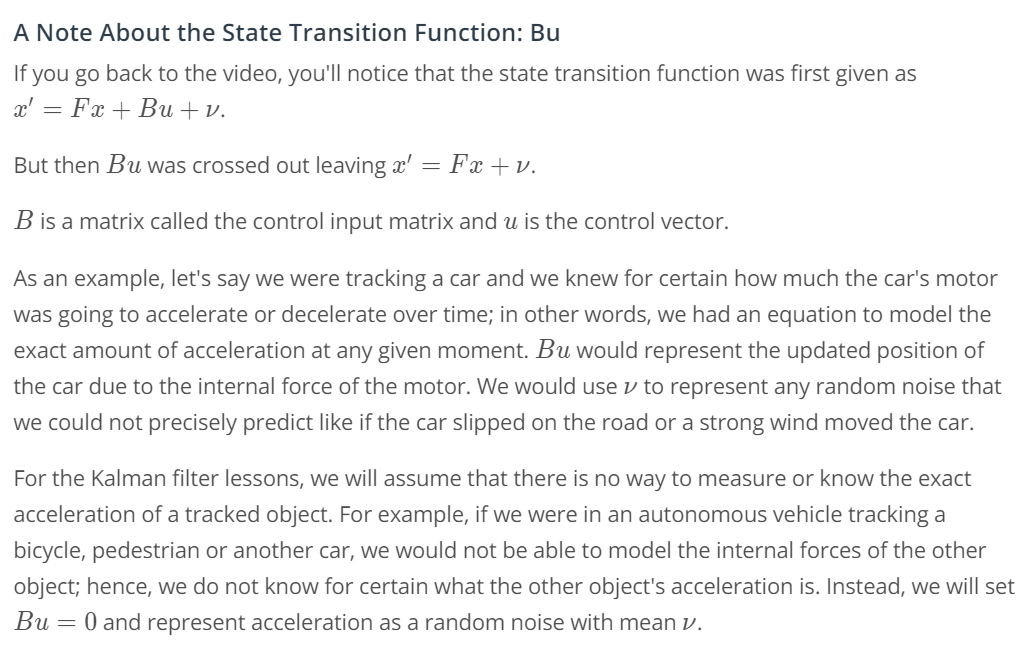 A Note About the State Transition Function: Bu
If you go back to the video, you'll notice that the state transition function was first given as
x′ = Fx + Bu + ν.
But then Bu was crossed out leaving x′ = Fx + ν.
B is a matrix called the control input matrix and u is the control vector.
As an example, let's say we were tracking a car and we knew for certain how much the car's motor
was going to accelerate or decelerate over time; in other words, we had an equation to model the
exact amount of acceleration at any given moment. Bu would represent the updated position of
the car due to the internal force of the motor. We would use ν to represent any random noise that
we could not precisely predict like if the car slipped on the road or a strong wind moved the car.
For the Kalman filter lessons, we will assume that there is no way to measure or know the exact
acceleration of a tracked object. For example, if we were in an autonomous vehicle tracking a
bicycle, pedestrian or another car, we would not be able to model the internal forces of the other
object; hence, we do not know for certain what the other object's acceleration is. Instead, we will set
Bu = 0 and represent acceleration as a random noise with mean ν.